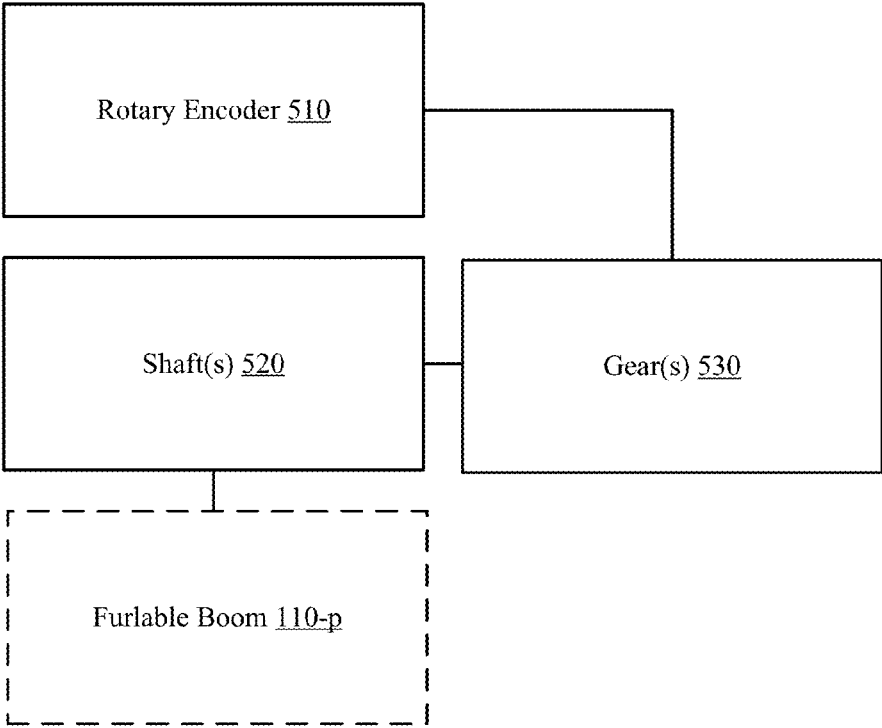 Rotary Encoder 510
Shaft(s) 520
Gear(s) 530
Furlable Boom 110-p